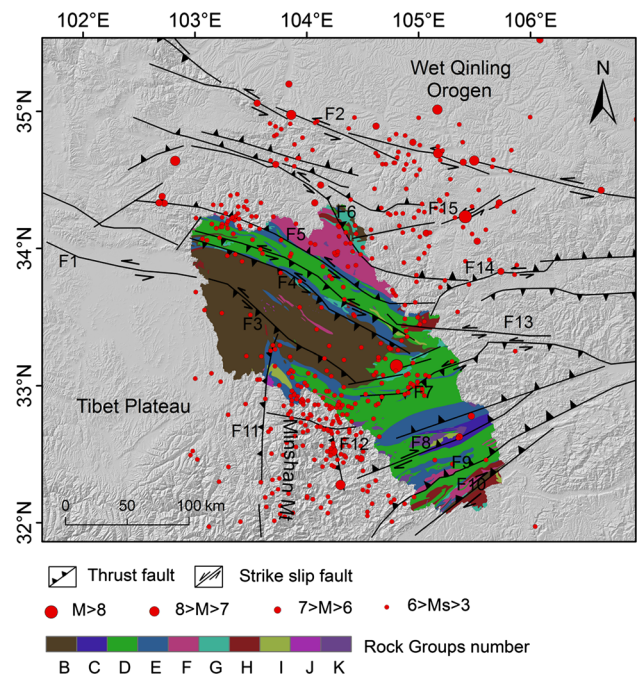 102°E 103°E 104°E 105°E 106°E
35°N
34°N
33°N
32°N
Wet Qinling
Orogen
N
F2
F6
F15
F5
F1
F4
F14
F3
F13
F7
Tibet Plateau
F11
Minshan Mt
F12
F8
F9
F10
0 50 100 km
Thrust fault
Strike slip fault
M>8
8>M>7
7>M>6
6>Ms>3
Rock Groups number
B C D E F G H I J K